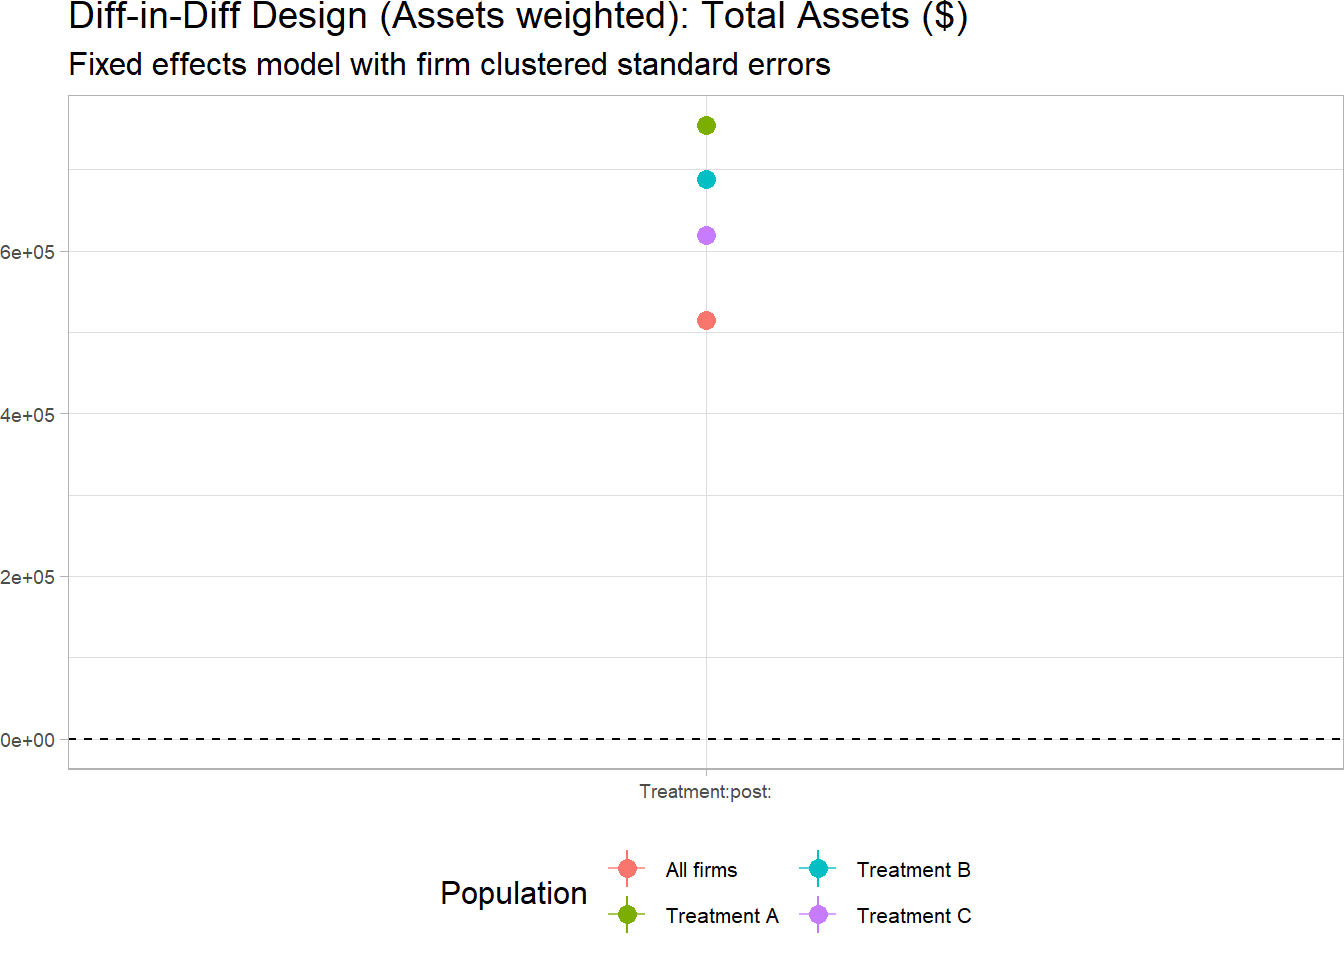 Diff-in-Diff Design (Assets weighted): Total Assets ($)
Fixed effects model with firm clustered standard errors
6e+05
4e+05
2e+05
0e+00
Treatment:post:
Population
All firms
Treatment B
Treatment A
Treatment C